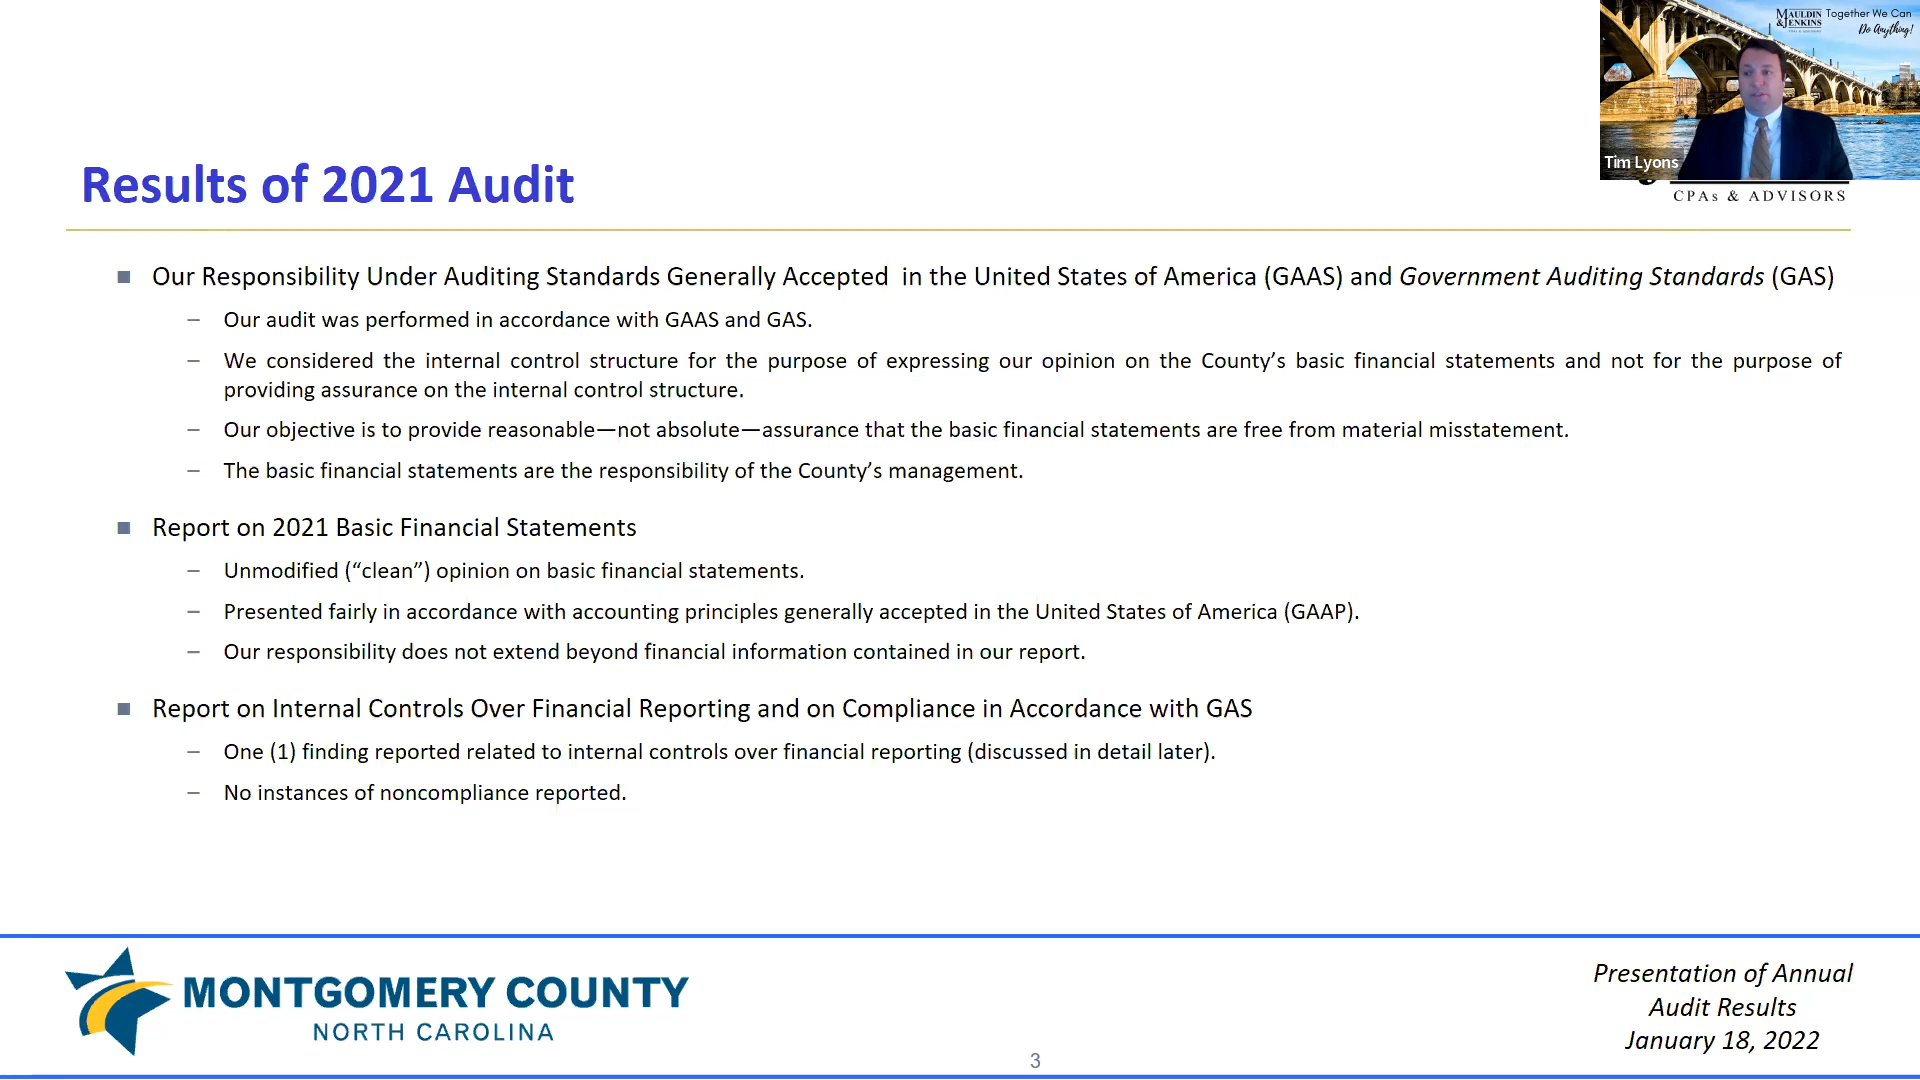 MAULDIN
&JENKINS
Together We Can
Do Anything!
Tim Lyons
CPAs & ADVISORS
Results of 2021 Audit
Our Responsibility Under Auditing Standards Generally Accepted in the United States of America (GAAS) and Government Auditing Standards (GAS)
– Our audit was performed in accordance with GAAS and GAS.
– We considered the internal control structure for the purpose of expressing our opinion on the County’s basic financial statements and not for the purpose of
providing assurance on the internal control structure.
– Our objective is to provide reasonable—not absolute—assurance that the basic financial statements are free from material misstatement.
– The basic financial statements are the responsibility of the County’s management.
Report on 2021 Basic Financial Statements
– Unmodified (“clean”) opinion on basic financial statements.
– Presented fairly in accordance with accounting principles generally accepted in the United States of America (GAAP).
– Our responsibility does not extend beyond financial information contained in our report.
Report on Internal Controls Over Financial Reporting and on Compliance in Accordance with GAS
– One (1) finding reported related to internal controls over financial reporting (discussed in detail later).
– No instances of noncompliance reported.
MONTGOMERY COUNTY
NORTH CAROLINA
3
Presentation of Annual
Audit Results
January 18, 2022